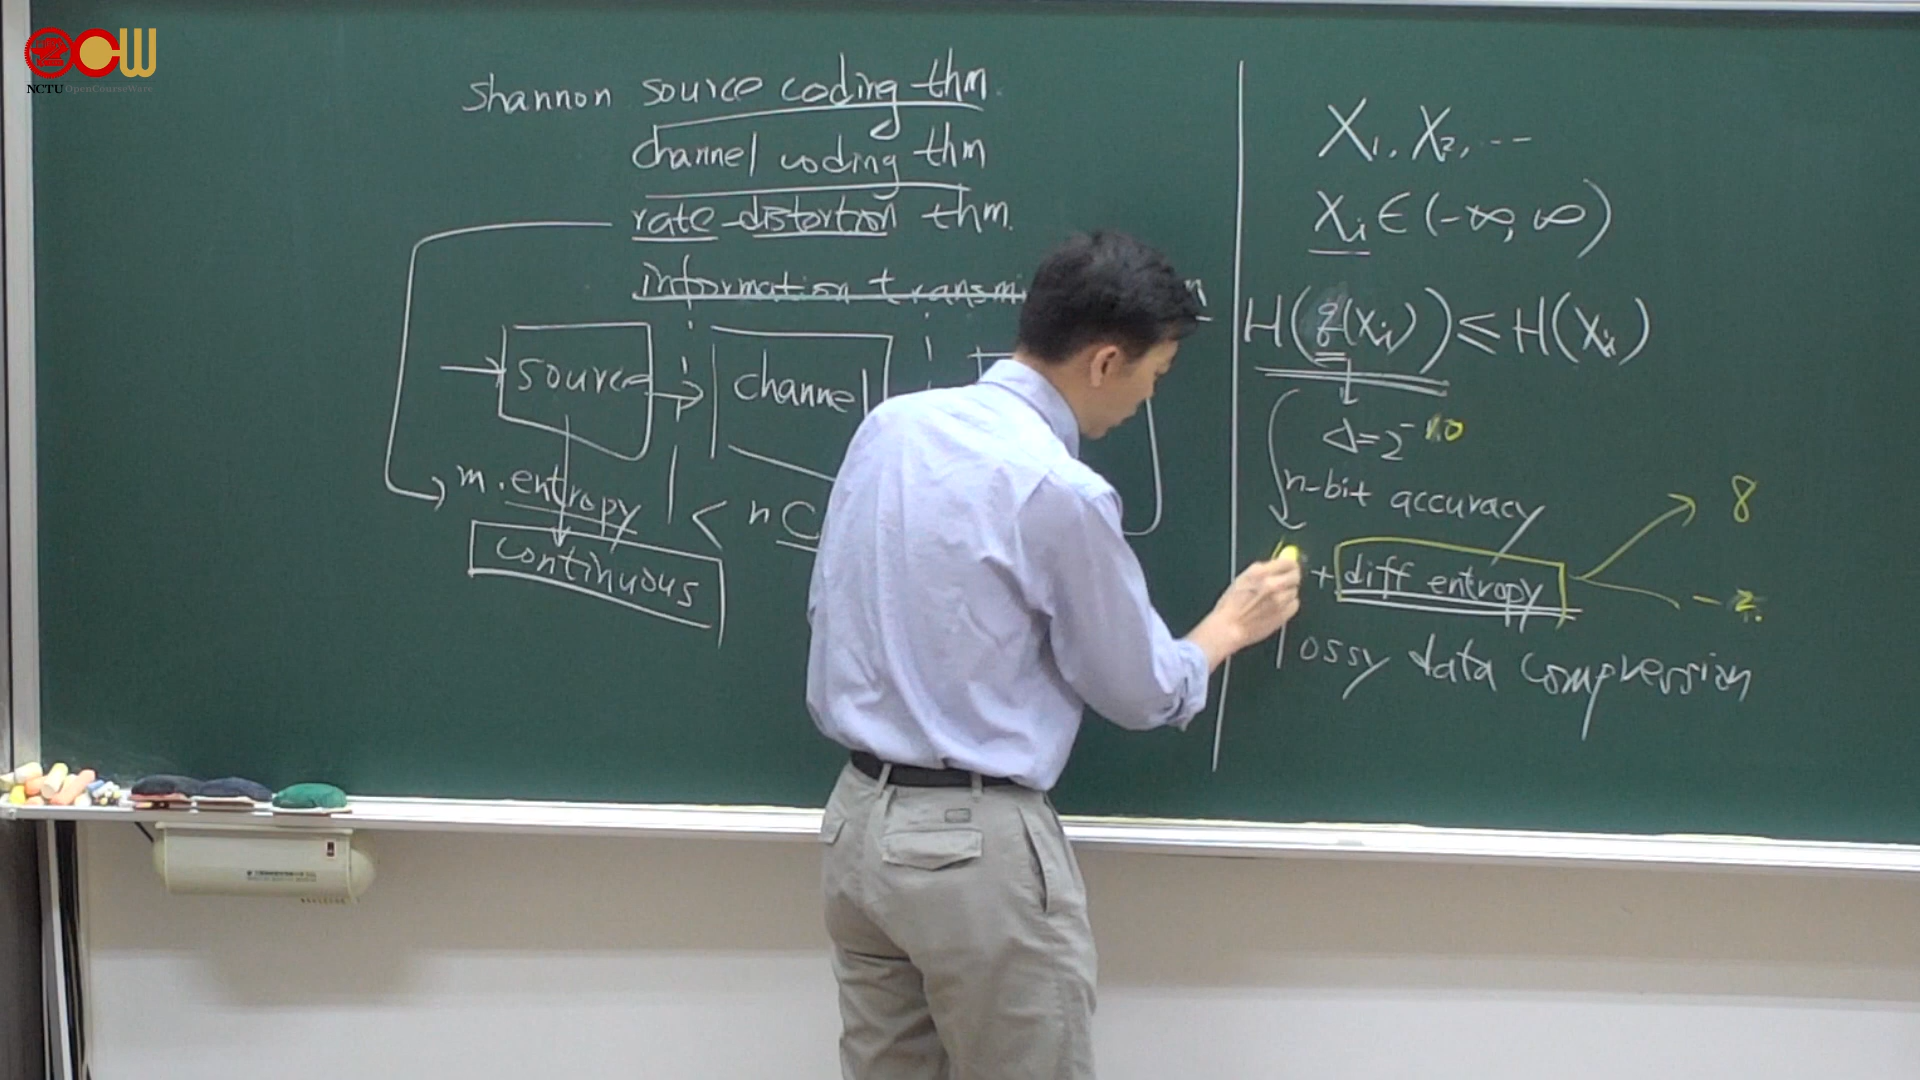 NCTU OpenCourseWare
Shannon source coding thm.
channel coding thm
rate-distortion thm.
information transmi
source
channel
m. entropy < n C
continuous
X₁, X₂, ...
Xᵢ ∈ (-∞, ∞)
H(q(Xᵢ)) ≤ H(Xᵢ)
Δ=2⁻¹⁰
n-bit accuracy
8
+ diff entropy
lossy data compression